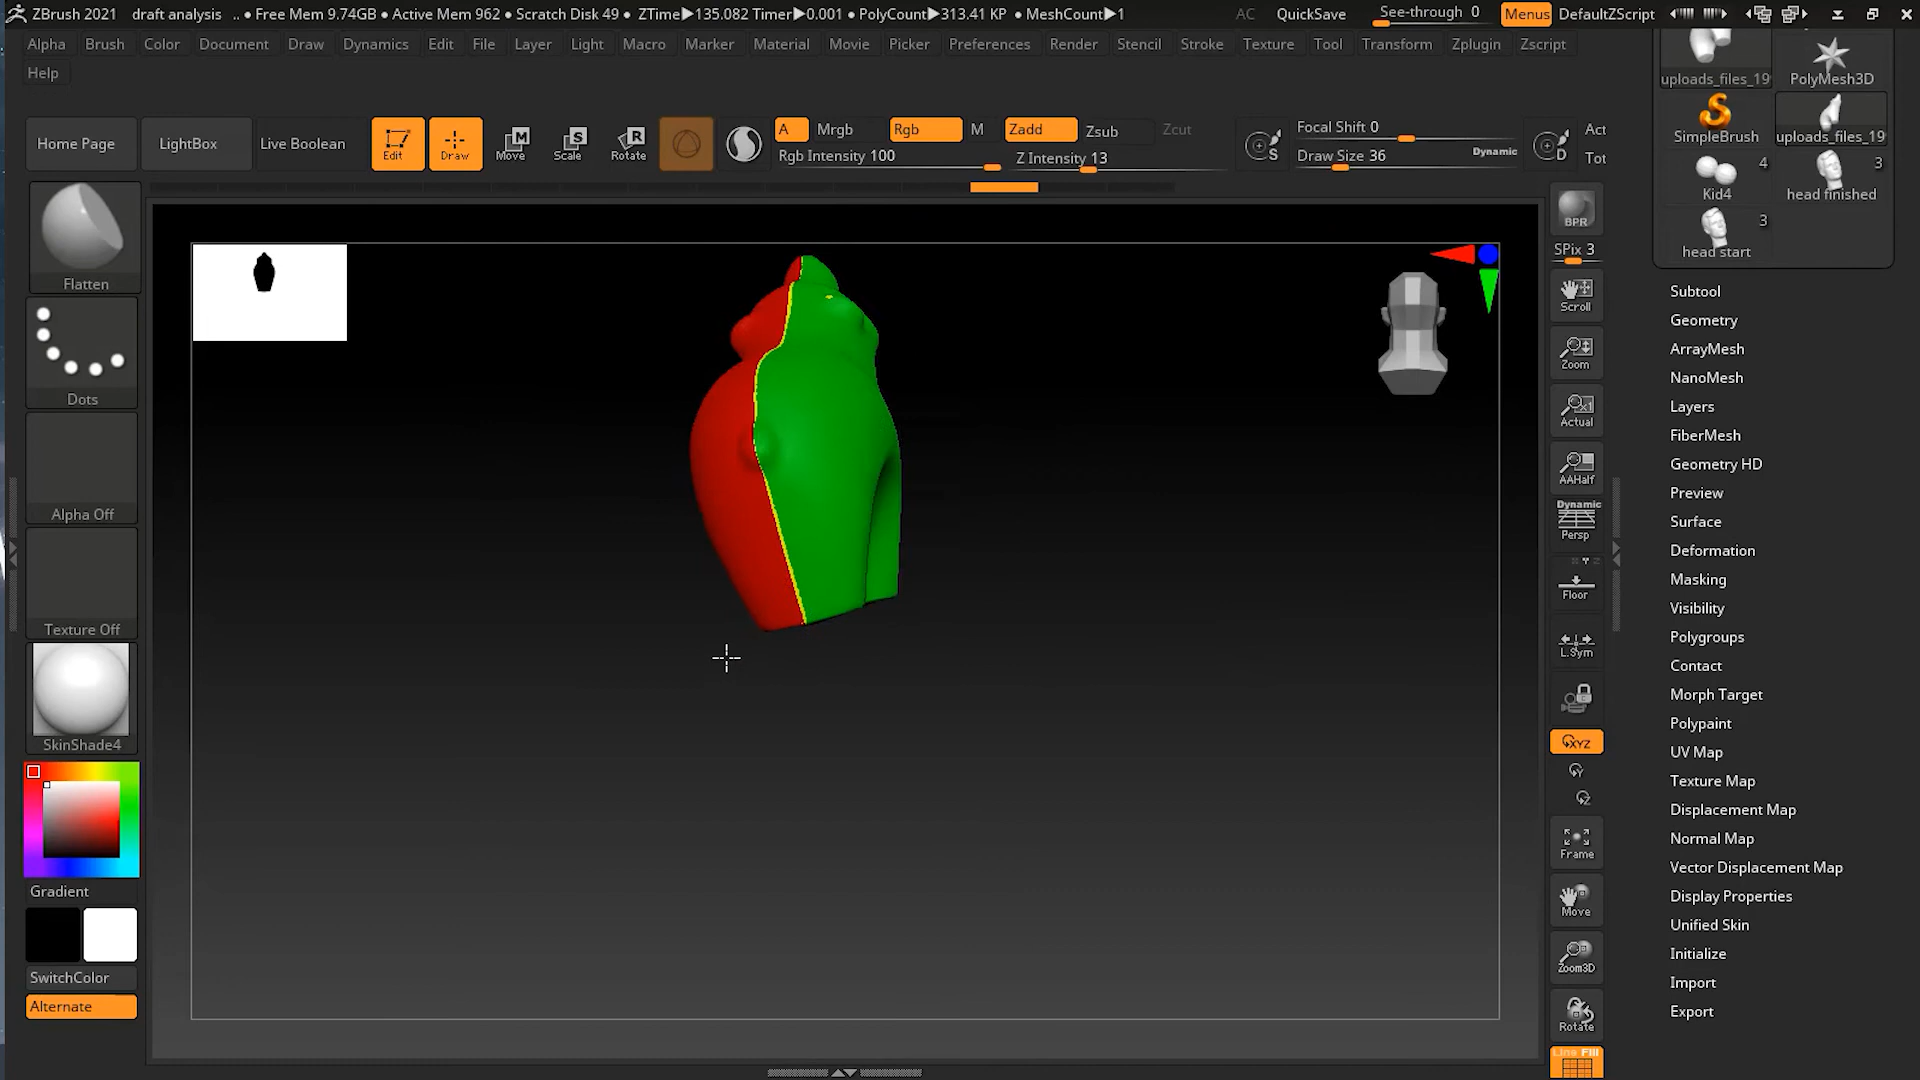 ZBrush 2021 draft analysis .. • Free Mem 9.74GB • Active Mem 962 • Scratch Disk 49 • ZTime▶135.082 Timer▶0.001 • PolyCount▶313.41 KP • MeshCount▶1 AC QuickSave See-through 0 Menus DefaultZScript
Alpha Brush Color Document Draw Dynamics Edit File Layer Light Macro Marker Material Movie Picker Preferences Render Stencil Stroke Texture Tool Transform Zplugin Zscript
Help
Home Page LightBox Live Boolean Edit Draw Move Scale Rotate
A Mrgb Rgb M Zadd Zsub Zcut
Rgb Intensity 100 Z Intensity 13
Focal Shift 0
Draw Size 36 Dynamic
S D
Act
Tot
Flatten
Dots
Alpha Off
Texture Off
SkinShade4
Gradient
SwitchColor
Alternate
BPR
SPix 3
Scroll
Zoom
Actual
AAHalf
Dynamic
Persp
Floor
L.Sym
XYZ
Y
Z
Frame
Move
Zoom3D
Rotate
Line Fill
uploads_files_19 PolyMesh3D
SimpleBrush uploads_files_19
4 3
Kid4 head finished
3
head start
Subtool
Geometry
ArrayMesh
NanoMesh
Layers
FiberMesh
Geometry HD
Preview
Surface
Deformation
Masking
Visibility
Polygroups
Contact
Morph Target
Polypaint
UV Map
Texture Map
Displacement Map
Normal Map
Vector Displacement Map
Display Properties
Unified Skin
Initialize
Import
Export